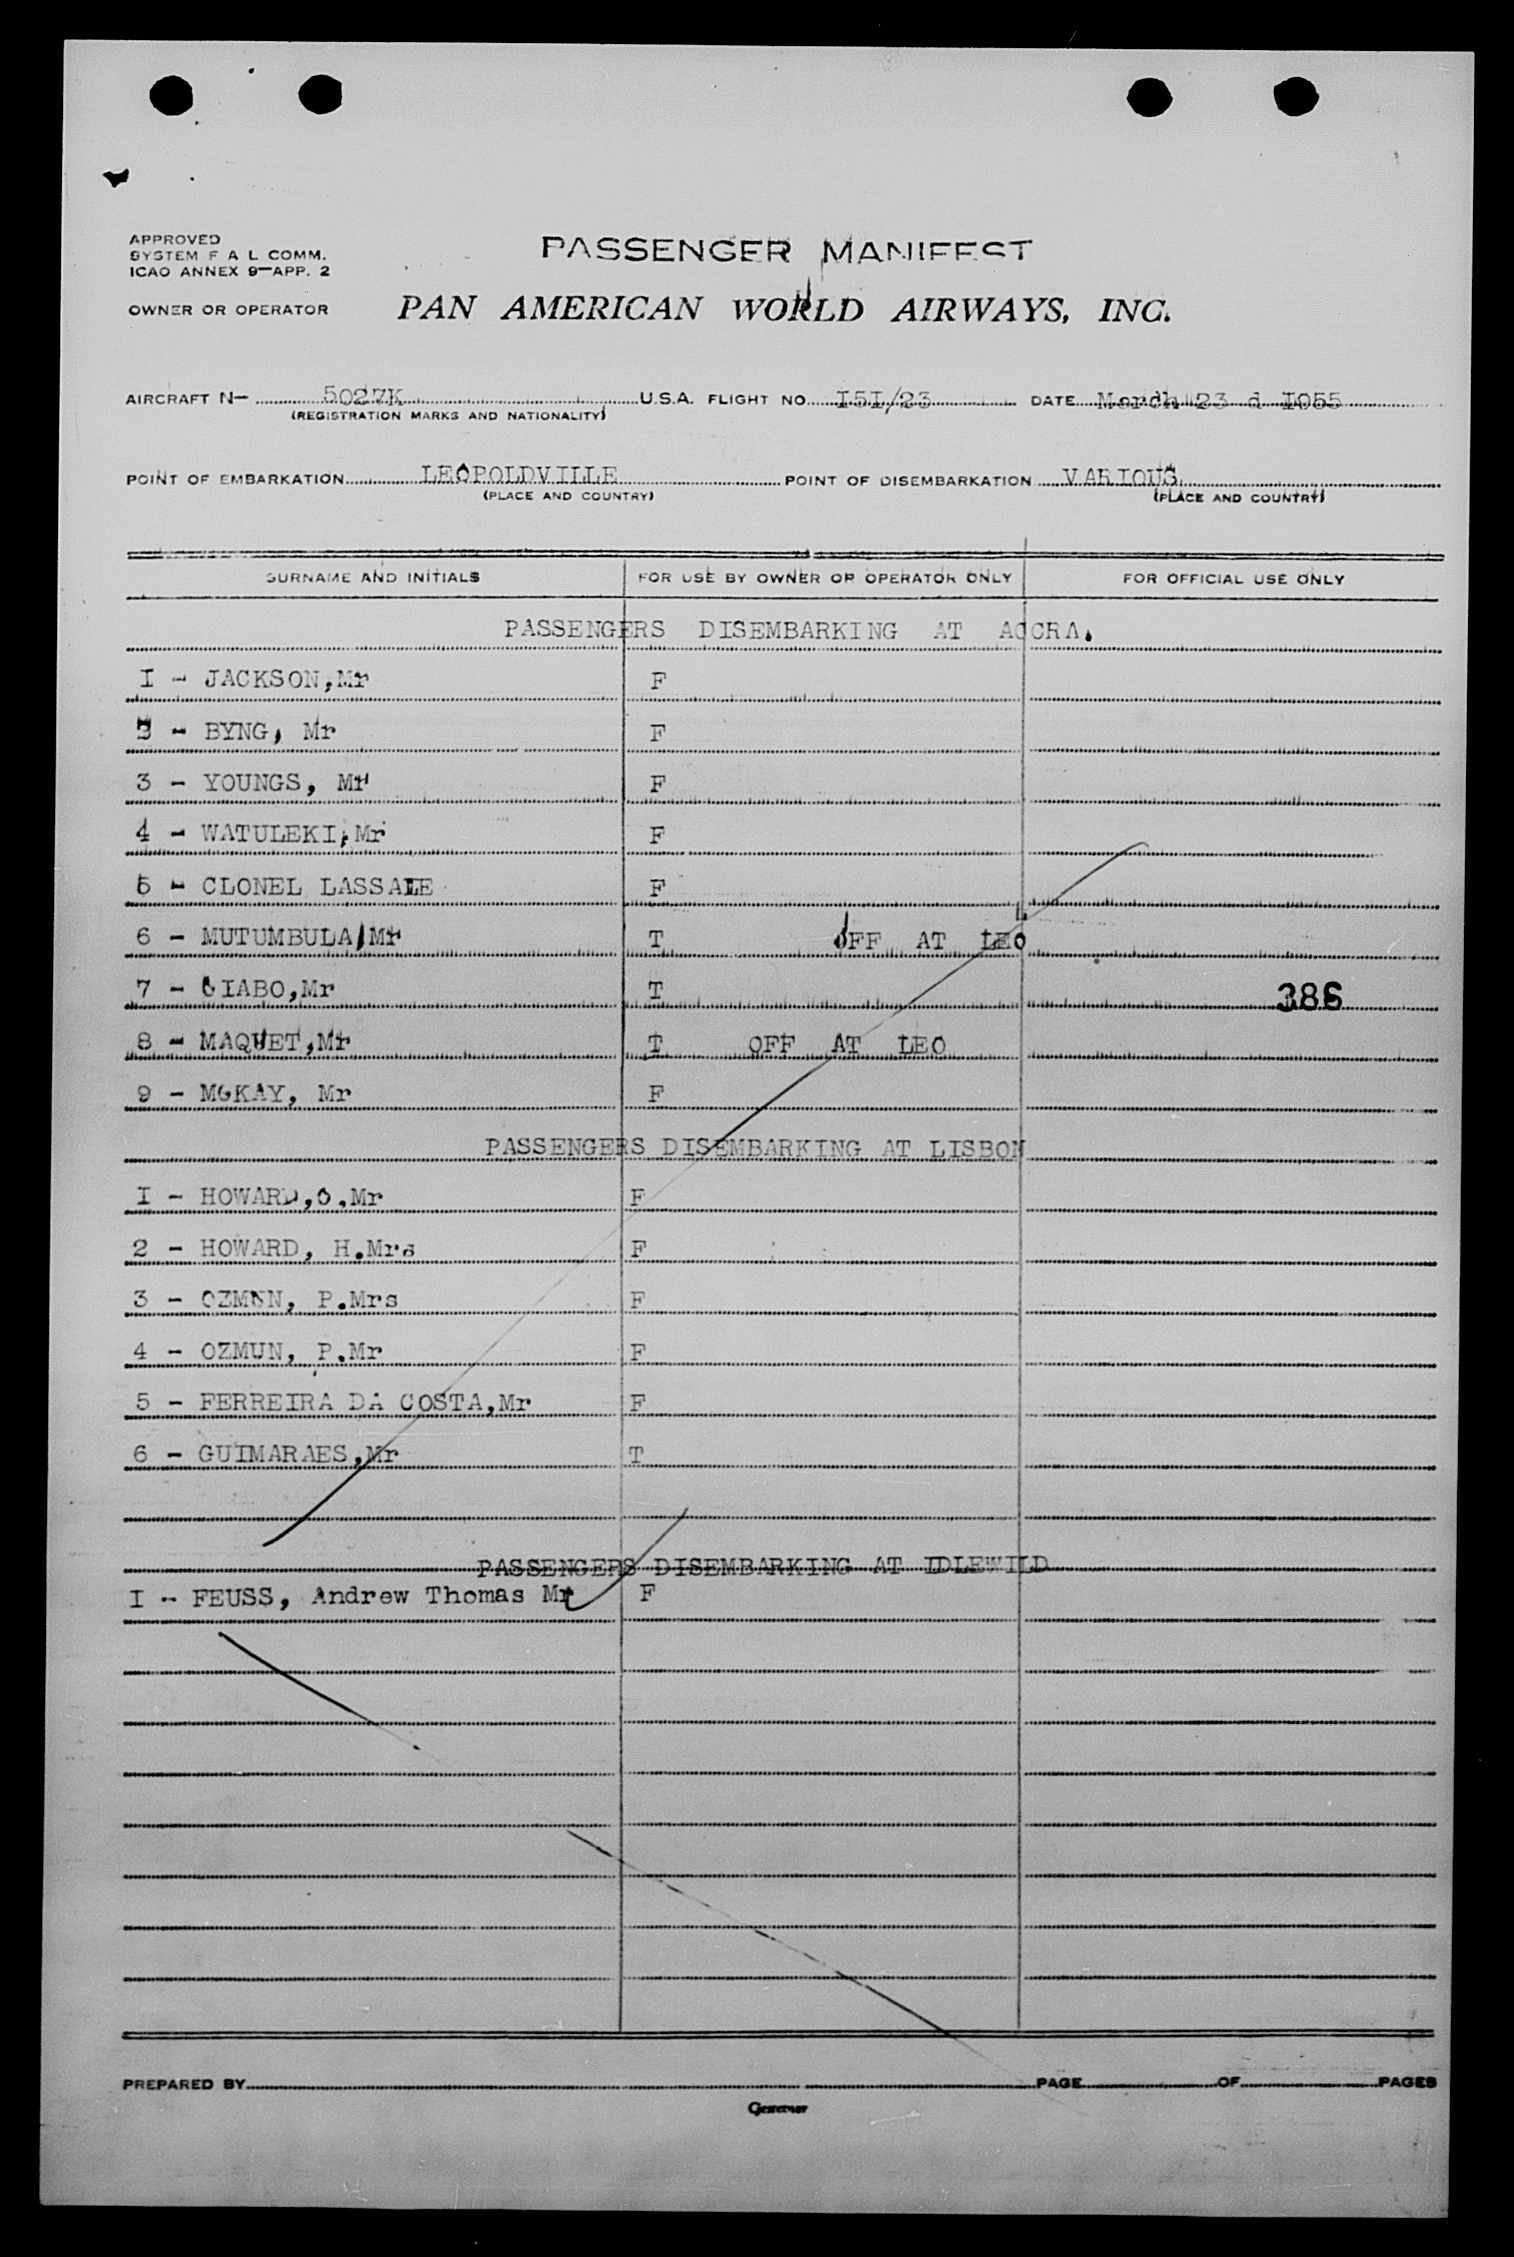 APPROVED
SYSTEM F A L COMM.
ICAO ANNEX 9—APP. 2
PASSENGER MANIFEST
OWNER OR OPERATOR PAN AMERICAN WORLD AIRWAYS, INC.
AIRCRAFT N— 5027K U.S.A. FLIGHT NO. I5I/23 DATE March 23 d I955
(REGISTRATION MARKS AND NATIONALITY)
POINT OF EMBARKATION LEOPOLDVILLE POINT OF DISEMBARKATION VARIOUS
(PLACE AND COUNTRY) (PLACE AND COUNTRY)
SURNAME AND INITIALS FOR USE BY OWNER OR OPERATOR ONLY FOR OFFICIAL USE ONLY
PASSENGERS DISEMBARKING AT ACCRA.
I - JACKSON,Mr F
2 - BYNG, Mr F
3 - YOUNGS, Mr F
4 - WATULEKI,Mr F
5 - CLONEL LASSALE F
6 - MUTUMBULA,Mr T OFF AT LEO
7 - CIABO,Mr T 386
8 - MAQUET,Mr T OFF AT LEO
9 - McKAY, Mr F
PASSENGERS DISEMBARKING AT LISBON
I - HOWARD, Mr F
2 - HOWARD, H.Mrs F
3 - OZMUN, P.Mrs F
4 - OZMUN, P.Mr F
5 - FERREIRA DA COSTA,Mr F
6 - GUIMARAES,Mr T
PASSENGERS DISEMBARKING AT IDLEWILD
I - FEUSS, Andrew Thomas Mr F
PREPARED BY PAGE OF PAGES